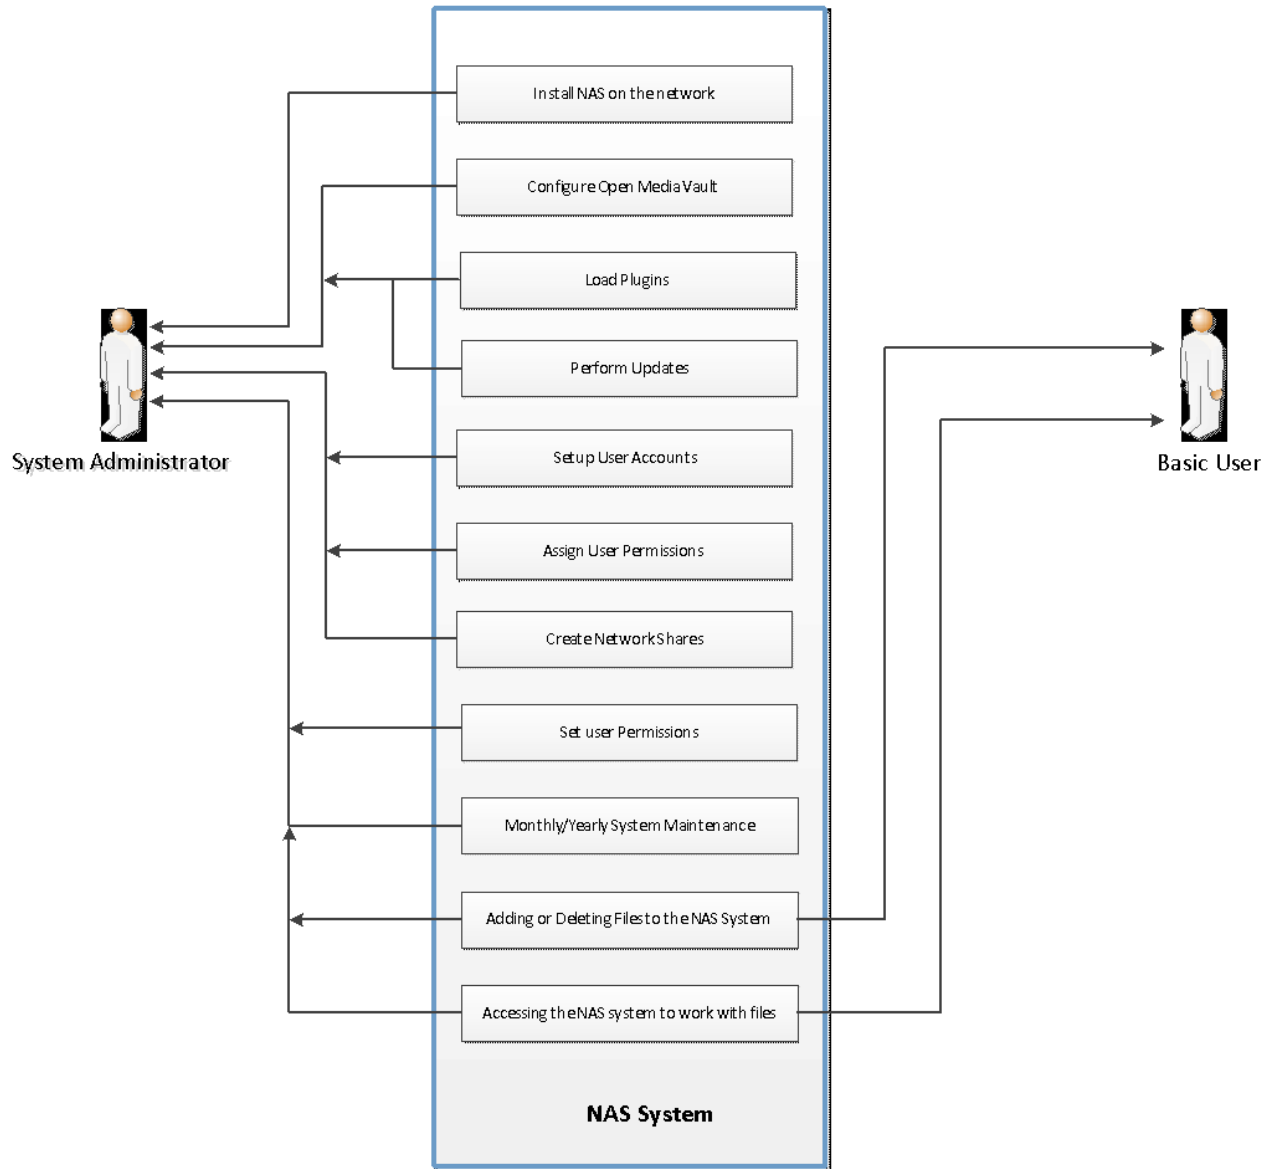 Install NAS on the network
Configure Open Media Vault
Load Plugins
Perform Updates
System Administrator
Basic User
Setup User Accounts
Assign User Permissions
Create Network Shares
Set user Permissions
Monthly/Yearly System Maintenance
Adding or Deleting Files to the NAS System
Accessing the NAS system to work with files
NAS System